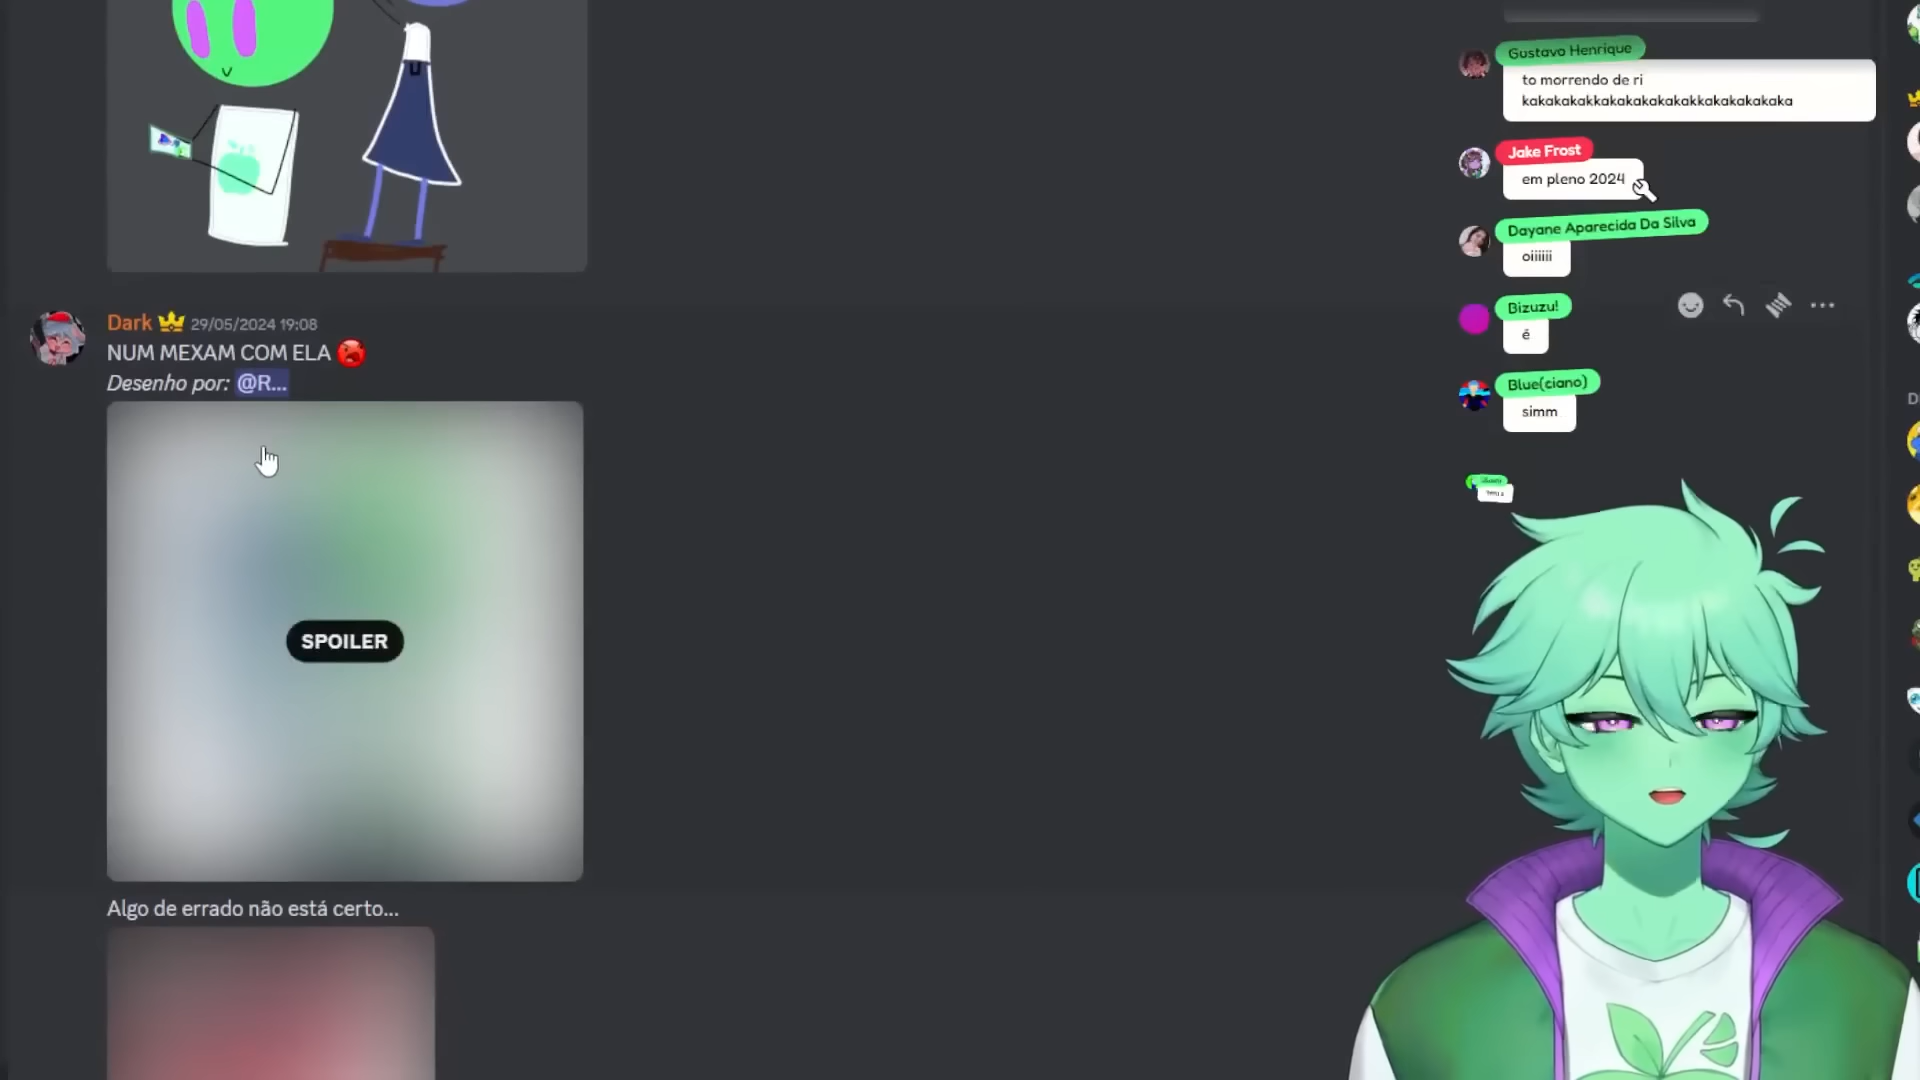 Dark 29/05/2024 19:08
NUM MEXAM COM ELA
Desenho por: @R...
SPOILER
Algo de errado não está certo...
Gustavo Henrique
to morrendo de ri
kakakakakkakakakakakakkakakakakaka
Jake Frost
em pleno 2024
Dayane Aparecida Da Silva
oiiiiii
Bizuzu!
é
Blue(ciano)
simm
D